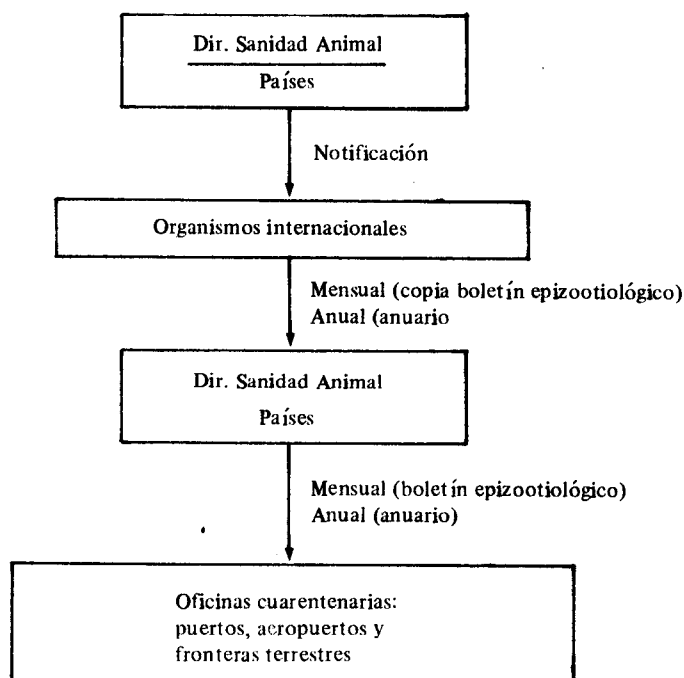 Dir. Sanidad Animal
Países
Notificación
Organismos internacionales
Mensual (copia boletín epizootiológico)
Anual (anuario
Dir. Sanidad Animal
Países
Mensual (boletín epizootiológico)
Anual (anuario)
Oficinas cuarentenarias:
puertos, aeropuertos y
fronteras terrestres